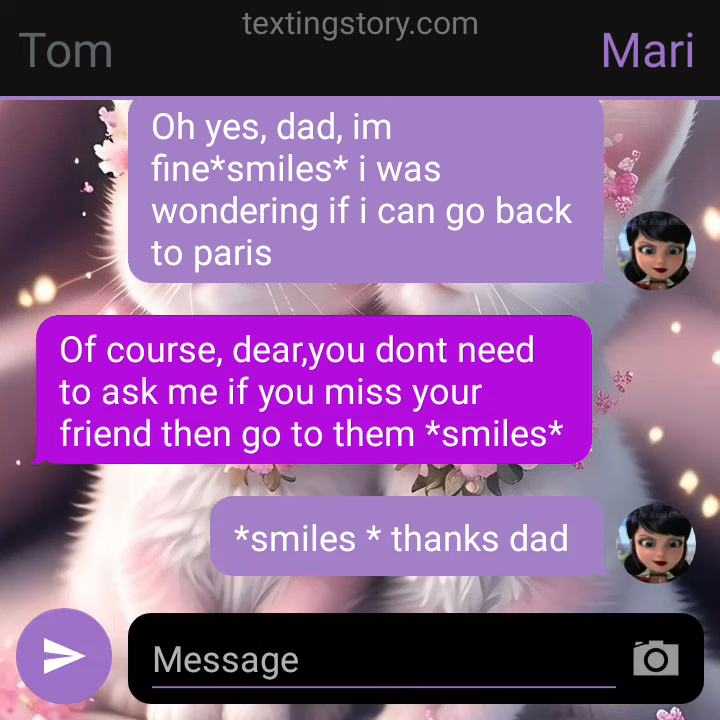 textingstory.com
Tom
Mari
Oh yes, dad, im
fine*smiles* i was
wondering if i can go back
to paris
Of course, dear,you dont need
to ask me if you miss your
friend then go to them *smiles*
*smiles * thanks dad
Message